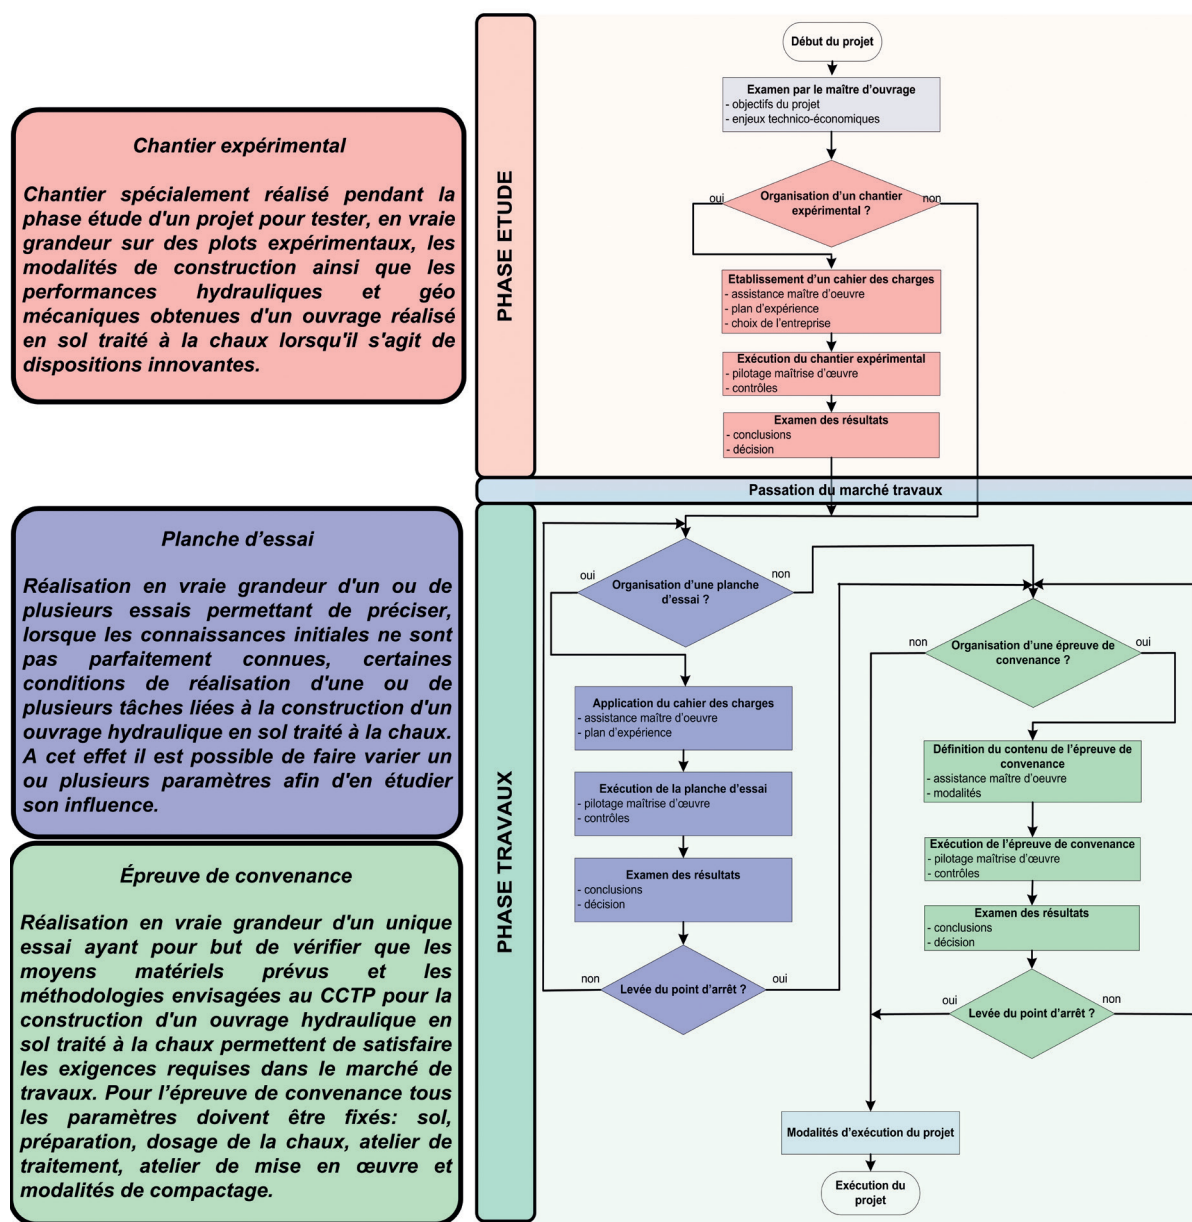 Chantier expérimental
Chantier spécialement réalisé pendant la
phase étude d'un projet pour tester, en vraie
grandeur sur des plots expérimentaux, les
modalités de construction ainsi que les
performances hydrauliques et géo
mécaniques obtenues d'un ouvrage réalisé
en sol traité à la chaux lorsqu'il s'agit de
dispositions innovantes.
Planche d’essai
Réalisation en vraie grandeur d'un ou de
plusieurs essais permettant de préciser,
lorsque les connaissances initiales ne sont
pas parfaitement connues, certaines
conditions de réalisation d'une ou de
plusieurs tâches liées à la construction d'un
ouvrage hydraulique en sol traité à la chaux.
A cet effet il est possible de faire varier un
ou plusieurs paramètres afin d'en étudier
son influence.
Épreuve de convenance
Réalisation en vraie grandeur d'un unique
essai ayant pour but de vérifier que les
moyens matériels prévus et les
méthodologies envisagées au CCTP pour la
construction d'un ouvrage hydraulique en
sol traité à la chaux permettent de satisfaire
les exigences requises dans le marché de
travaux. Pour l’épreuve de convenance tous
les paramètres doivent être fixés: sol,
préparation, dosage de la chaux, atelier de
traitement, atelier de mise en œuvre et
modalités de compactage.
PHASE ETUDE
Début du projet
Examen par le maître d’ouvrage
- objectifs du projet
- enjeux technico-économiques
oui
Organisation d’un chantier
expérimental ?
non
Etablissement d’un cahier des charges
- assistance maître d’oeuvre
- plan d’expérience
- choix de l’entreprise
Exécution du chantier expérimental
- pilotage maîtrise d’œuvre
- contrôles
Examen des résultats
- conclusions
- décision
Passation du marché travaux
PHASE TRAVAUX
oui
Organisation d’une planche
d’essai ?
non
Application du cahier des charges
- assistance maître d’oeuvre
- plan d’expérience
Exécution de la planche d’essai
- pilotage maîtrise d’œuvre
- contrôles
Examen des résultats
- conclusions
- décision
non
Levée du point d’arrêt ?
oui
non
Organisation d’une épreuve de
convenance ?
oui
Définition du contenu de l’épreuve de
convenance
- assistance maître d’oeuvre
- modalités
Exécution de l’épreuve de convenance
- pilotage maîtrise d’œuvre
- contrôles
Examen des résultats
- conclusions
- décision
oui
Levée du point d’arrêt ?
non
Modalités d’exécution du projet
Exécution du
projet